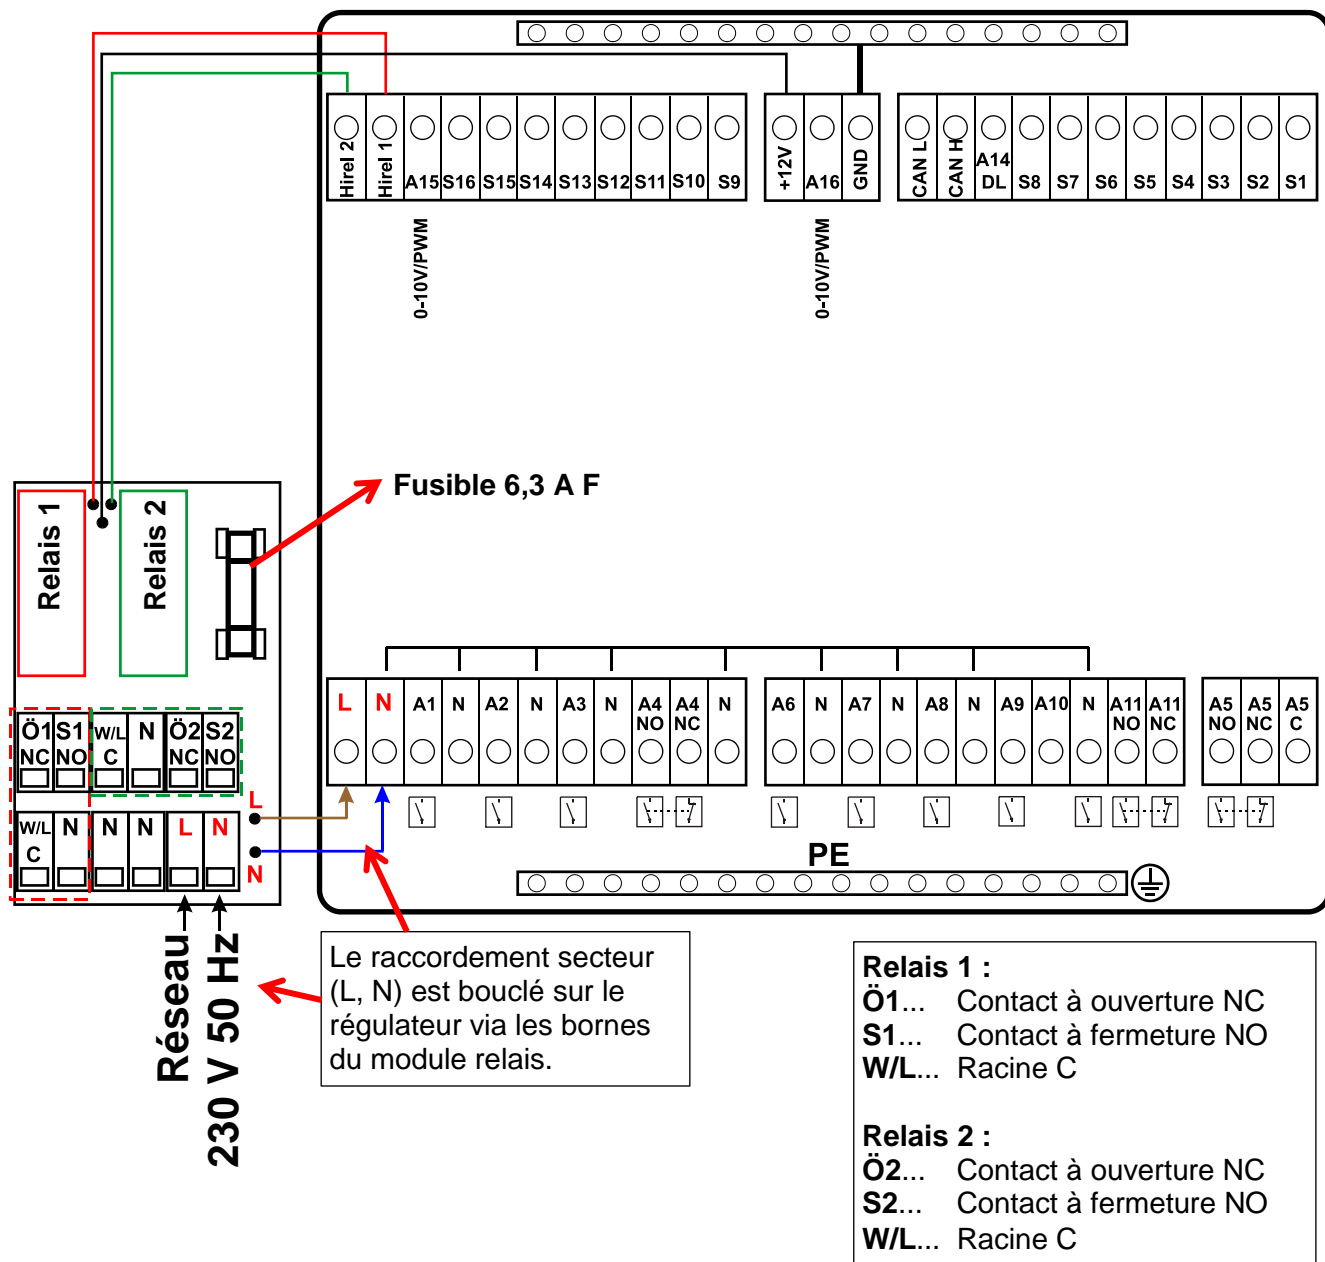 Hirel 2 Hirel 1 A15 S16 S15 S14 S13 S12 S11 S10 S9 +12V A16 GND CAN L CAN H A14 DL S8 S7 S6 S5 S4 S3 S2 S1
0-10V/PWM 0-10V/PWM
Fusible 6,3 A F
Relais 1 Relais 2
L N A1 N A2 N A3 N A4 NO A4 NC N A6 N A7 N A8 N A9 A10 N A11 NO A11 NC A5 NO A5 NC A5 C
Ö1 NC S1 NO W/L C N Ö2 NC S2 NO
L
W/L C N N N L N
N
PE
Réseau
230 V 50 Hz
Le raccordement secteur
(L, N) est bouclé sur le
régulateur via les bornes
du module relais.
Relais 1 :
Ö1... Contact à ouverture NC
S1... Contact à fermeture NO
W/L... Racine C
Relais 2 :
Ö2... Contact à ouverture NC
S2... Contact à fermeture NO
W/L... Racine C